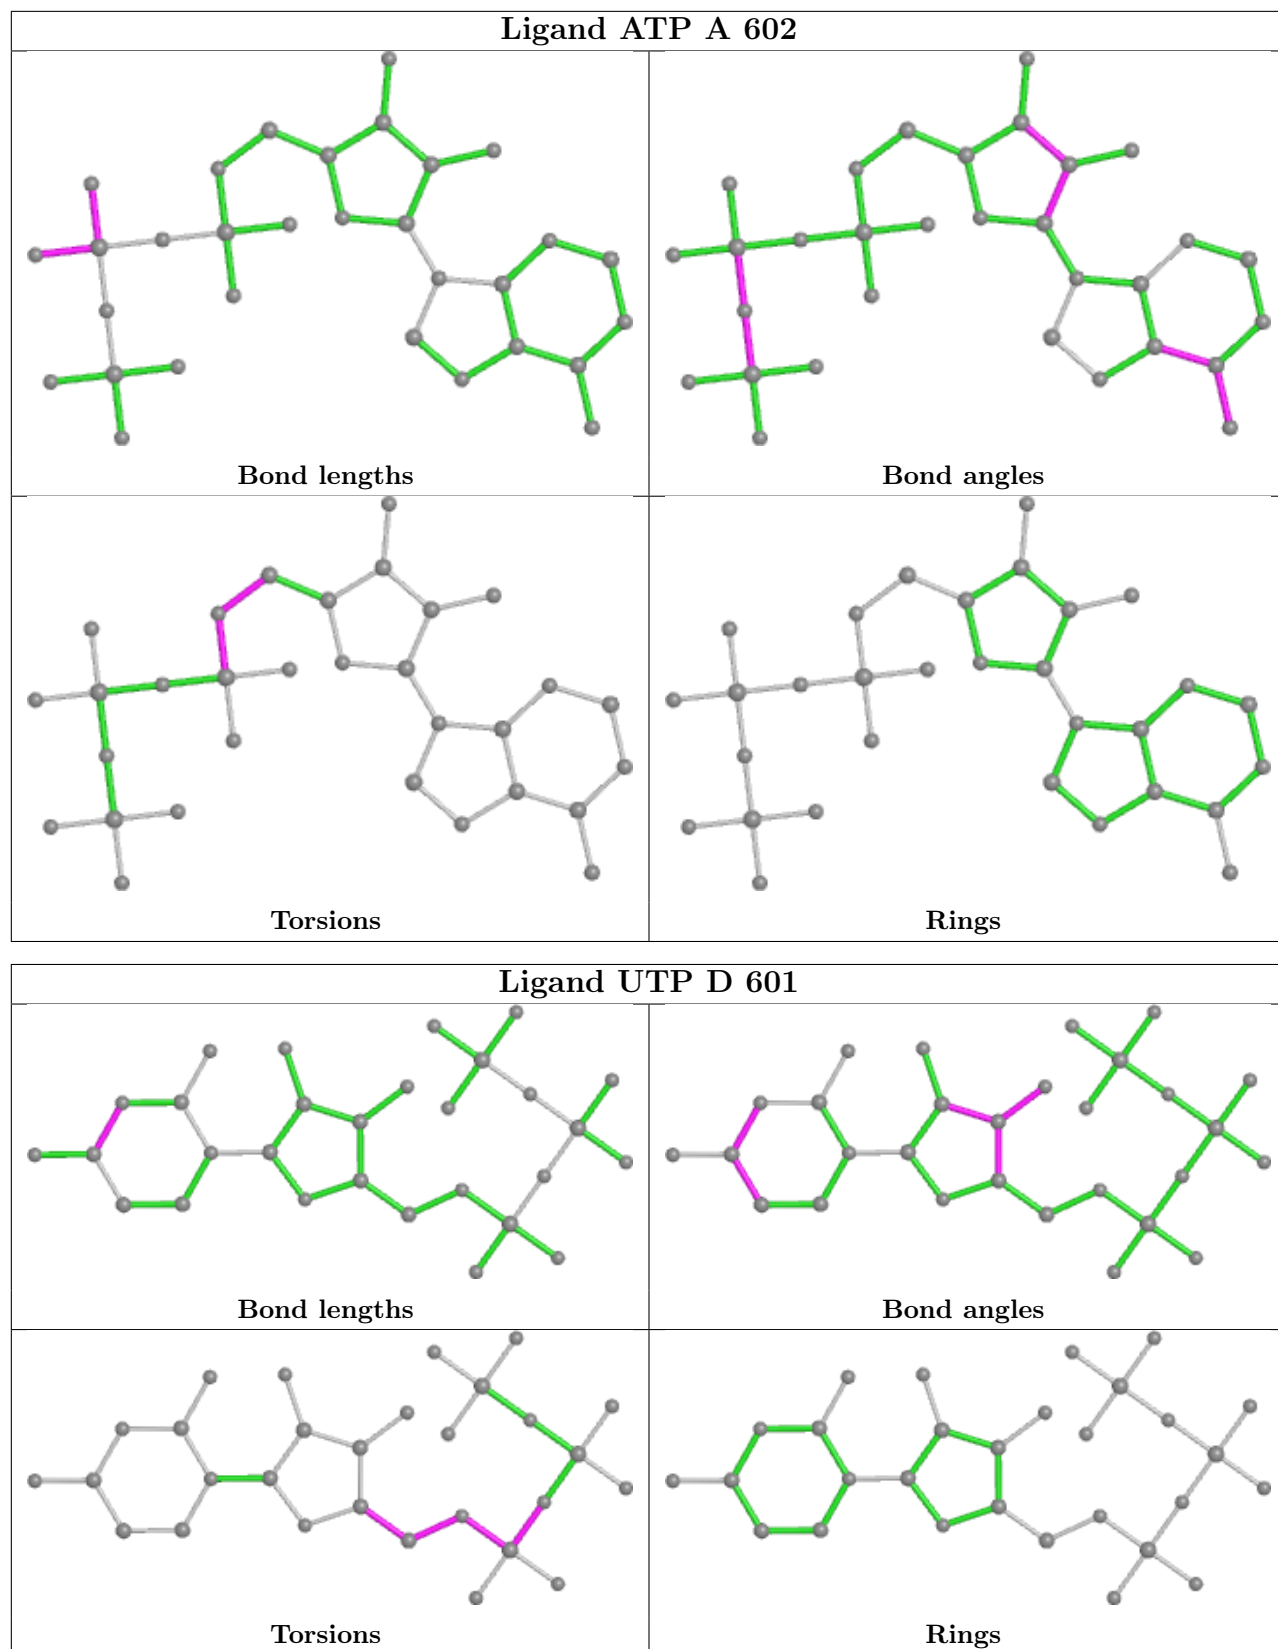 Ligand ATP A 602
Bond lengths
Bond angles
Torsions
Rings
Ligand UTP D 601
Bond lengths
Bond angles
Torsions
Rings